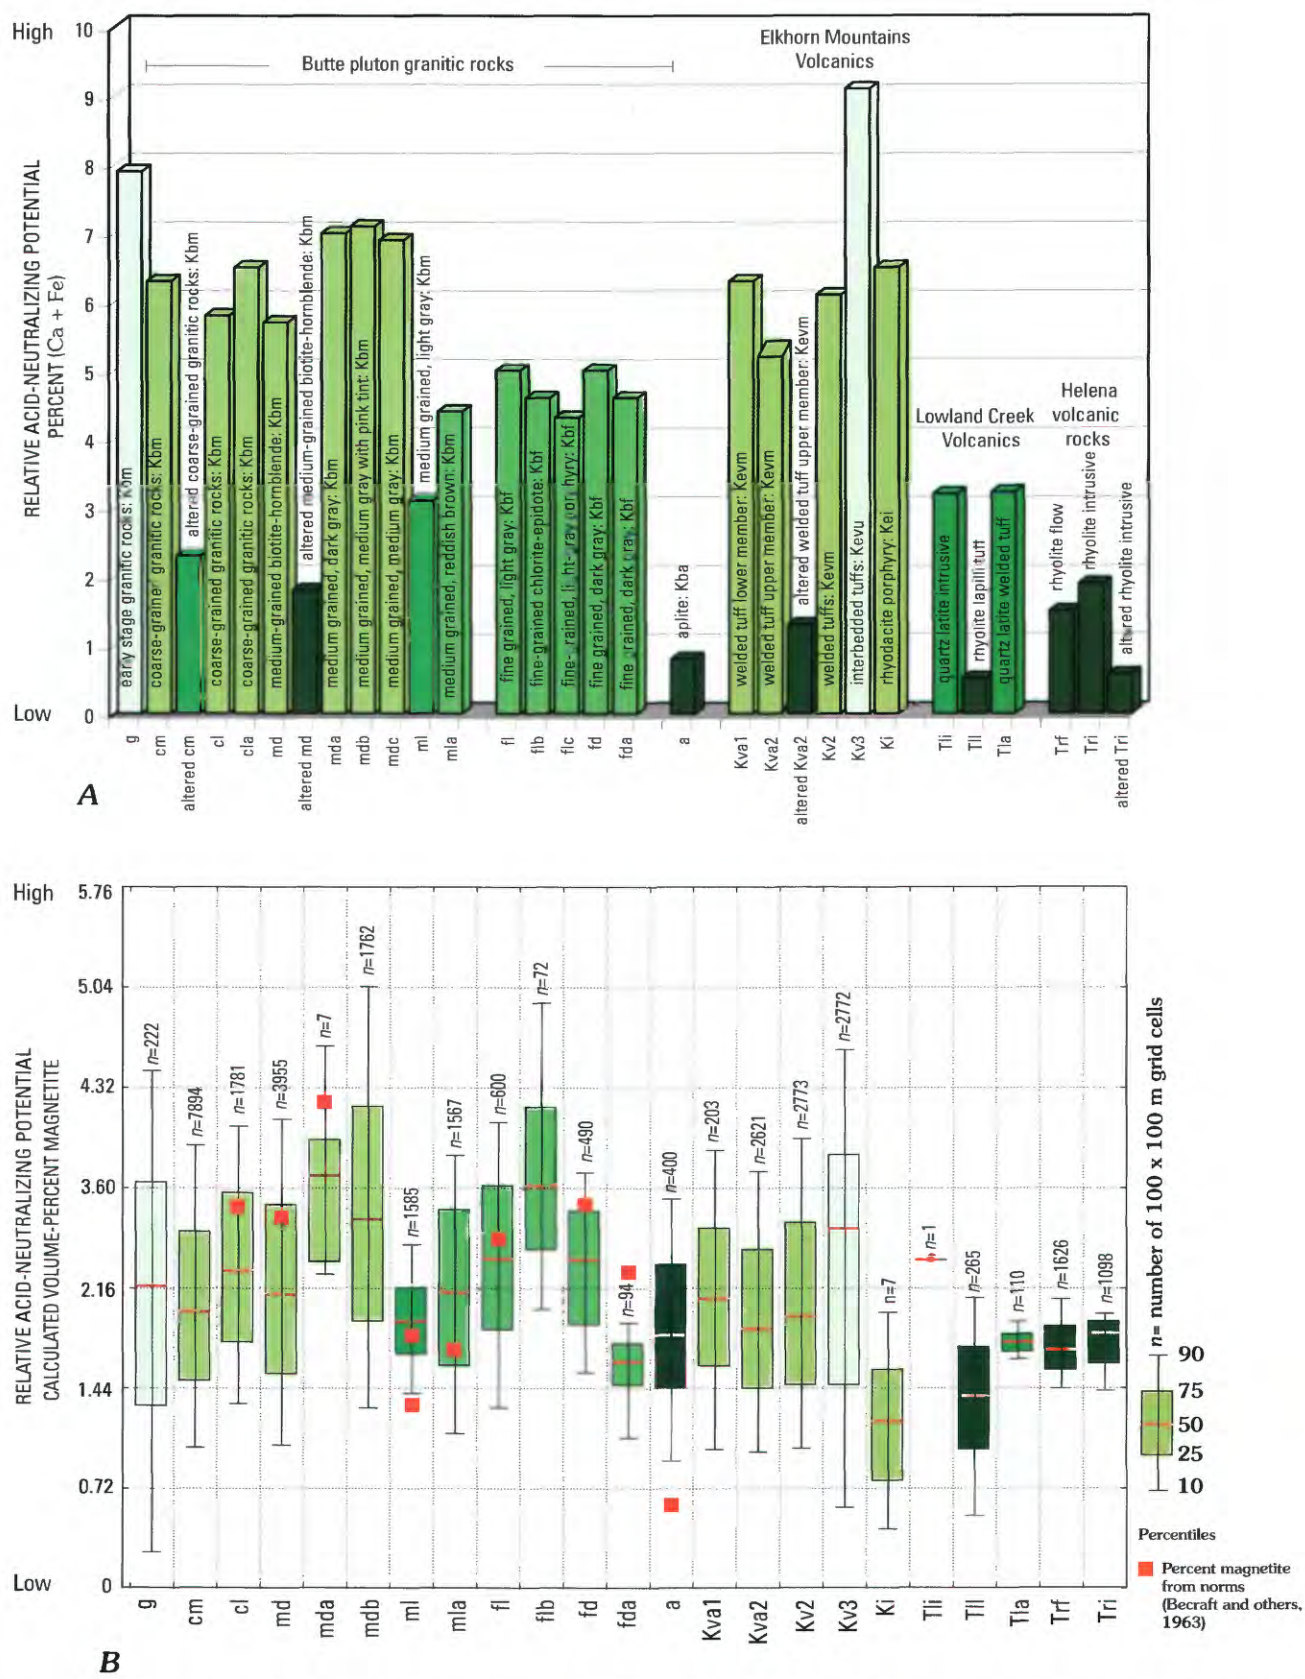 High
10
9
8
7
6
5
4
3
2
1
Low
0
RELATIVE ACID-NEUTRALIZING POTENTIAL
PERCENT (Ca + Fe)
Butte pluton granitic rocks
Elkhorn Mountains
Volcanics
Lowland Creek
Volcanics
Helena
volcanic
rocks
early stage granitic rocks: Kbm
coarse-grained granitic rocks: Kbm
altered coarse-grained granitic rocks: Kbm
coarse-grained granitic rocks: Kbm
coarse-grained granitic rocks: Kbm
medium-grained biotite-hornblende: Kbm
altered medium-grained biotite-hornblende: Kbm
medium grained, dark gray: Kbm
medium grained, medium gray with pink tint: Kbm
medium grained, medium gray: Kbm
medium grained, light gray: Kbm
medium grained, reddish brown: Kbm
fine grained, light gray: Kbf
fine-grained chlorite-epidote: Kbf
fine-grained, light-gray porphyry: Kbf
fine grained, dark gray: Kbf
fine grained, dark gray: Kbf
aplite: Kba
welded tuff lower member: Kevm
welded tuff upper member: Kevm
altered welded tuff upper member: Kevm
welded tuffs: Kevm
interbedded tuffs: Kevu
rhyodacite porphyry: Kei
quartz latite intrusive
rhyolite lapilli tuff
quartz latite welded tuff
rhyolite flow
rhyolite intrusive
altered rhyolite intrusive
g
cm
altered cm
cl
cla
md
altered md
mda
mdb
mdc
ml
mla
fl
flb
flc
fd
fda
a
Kva1
Kva2
altered Kva2
Kv2
Kv3
Ki
Tli
Tll
Tla
Trf
Tri
altered Tri
A
High
5.76
5.04
4.32
3.60
2.16
1.44
0.72
Low
0
RELATIVE ACID-NEUTRALIZING POTENTIAL
CALCULATED VOLUME-PERCENT MAGNETITE
n=222
n=7894
n=1781
n=3955
n=7
n=1762
n=1585
n=1567
n=600
n=72
n=490
n=94
n=400
n=203
n=2621
n=2773
n=2772
n=7
n=1
n=265
n=110
n=1626
n=1098
g
cm
cl
md
mda
mdb
ml
mla
fl
flb
fd
fda
a
Kva1
Kva2
Kv2
Kv3
Ki
Tli
Tll
Tla
Trf
Tri
n= number of 100 x 100 m grid cells
90
75
50
25
10
Percentiles
Percent magnetite
from norms
(Becraft and others,
1963)
B